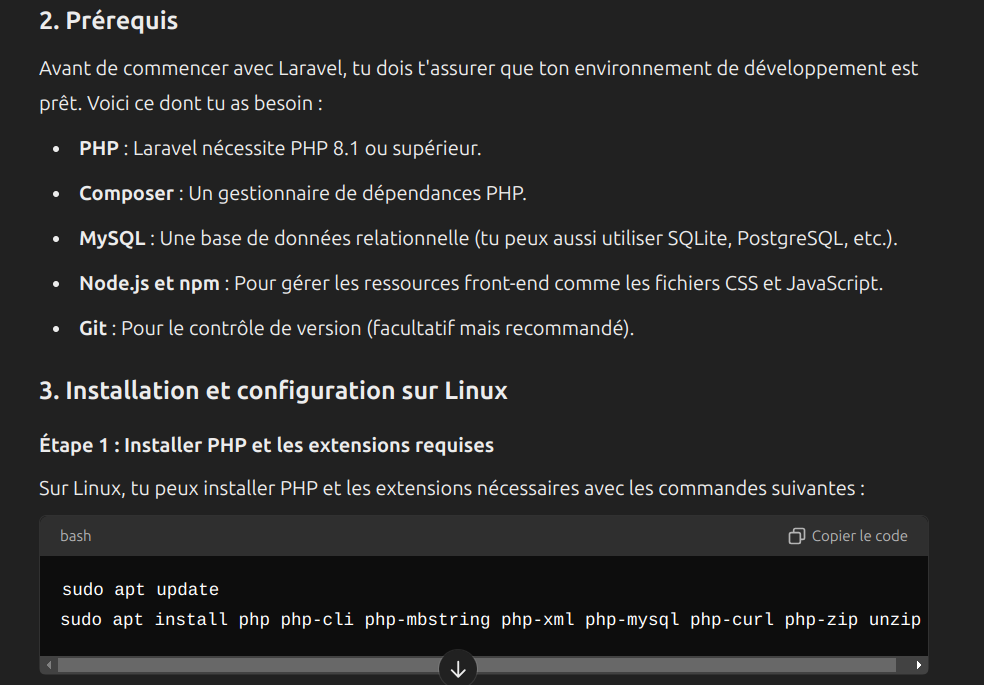 2. Prérequis
Avant de commencer avec Laravel, tu dois t'assurer que ton environnement de développement est
prêt. Voici ce dont tu as besoin :
• PHP : Laravel nécessite PHP 8.1 ou supérieur.
• Composer : Un gestionnaire de dépendances PHP.
• MySQL : Une base de données relationnelle (tu peux aussi utiliser SQLite, PostgreSQL, etc.).
• Node.js et npm : Pour gérer les ressources front-end comme les fichiers CSS et JavaScript.
• Git : Pour le contrôle de version (facultatif mais recommandé).
3. Installation et configuration sur Linux
Étape 1 : Installer PHP et les extensions requises
Sur Linux, tu peux installer PHP et les extensions nécessaires avec les commandes suivantes :
bash Copier le code
sudo apt update
sudo apt install php php-cli php-mbstring php-xml php-mysql php-curl php-zip unzip